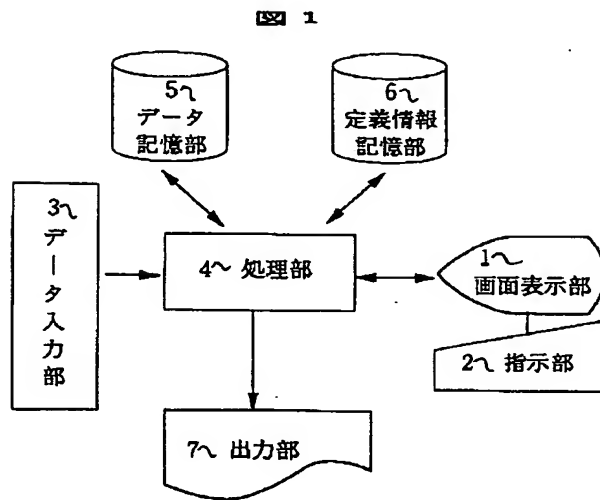 図 1
5~
データ
記憶部
6~
定義情報
記憶部
3~
データ入力部
4~ 処理部
1~
画面表示部
2~ 指示部
7~ 出力部